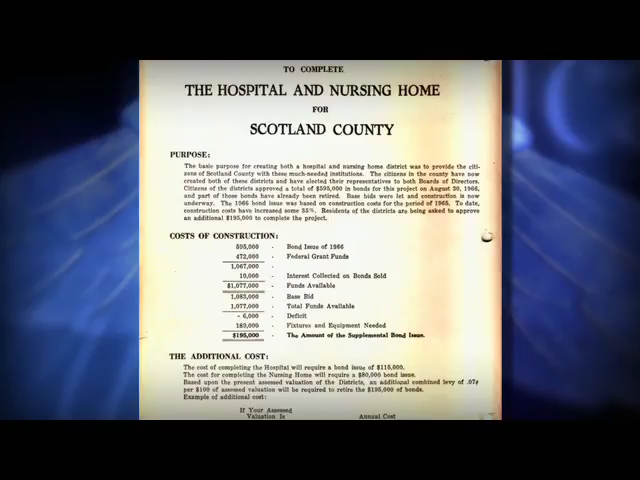 TO COMPLETE
THE HOSPITAL AND NURSING HOME
FOR
SCOTLAND COUNTY
PURPOSE:
The basic purpose for creating both a hospital and nursing home district was to provide the citi-
zens of Scotland County with these much-needed institutions. The citizens in the county have now
created both of these districts and have elected their representatives to both Boards of Directors.
Citizens of the districts approved a total of $595,000 in bonds for this project on August 30, 1966,
and part of those bonds have already been retired. Base bids were let and construction is now
underway. The 1966 bond issue was based on construction costs for the period of 1965. To date,
construction costs have increased some 35%. Residents of the districts are being asked to approve
an additional $195,000 to complete the project.
COSTS OF CONSTRUCTION:
595,000 - Bond Issue of 1966
472,000 - Federal Grant Funds
1,067,000 -
10,000 - Interest Collected on Bonds Sold
$1,077,000 - Funds Available
1,083,000 - Base Bid
1,077,000 - Total Funds Available
- 6,000 - Deficit
189,000 - Fixtures and Equipment Needed
$195,000 - The Amount of the Supplemental Bond Issue.
THE ADDITIONAL COST:
The cost of completing the Hospital will require a bond issue of $115,000.
The cost for completing the Nursing Home will require a $80,000 bond issue.
Based upon the present assessed valuation of the Districts, an additional combined levy of .07¢
per $100 of assessed valuation will be required to retire the $195,000 of bonds.
Example of additional cost:
If Your Assessed
Valuation Is Annual Cost